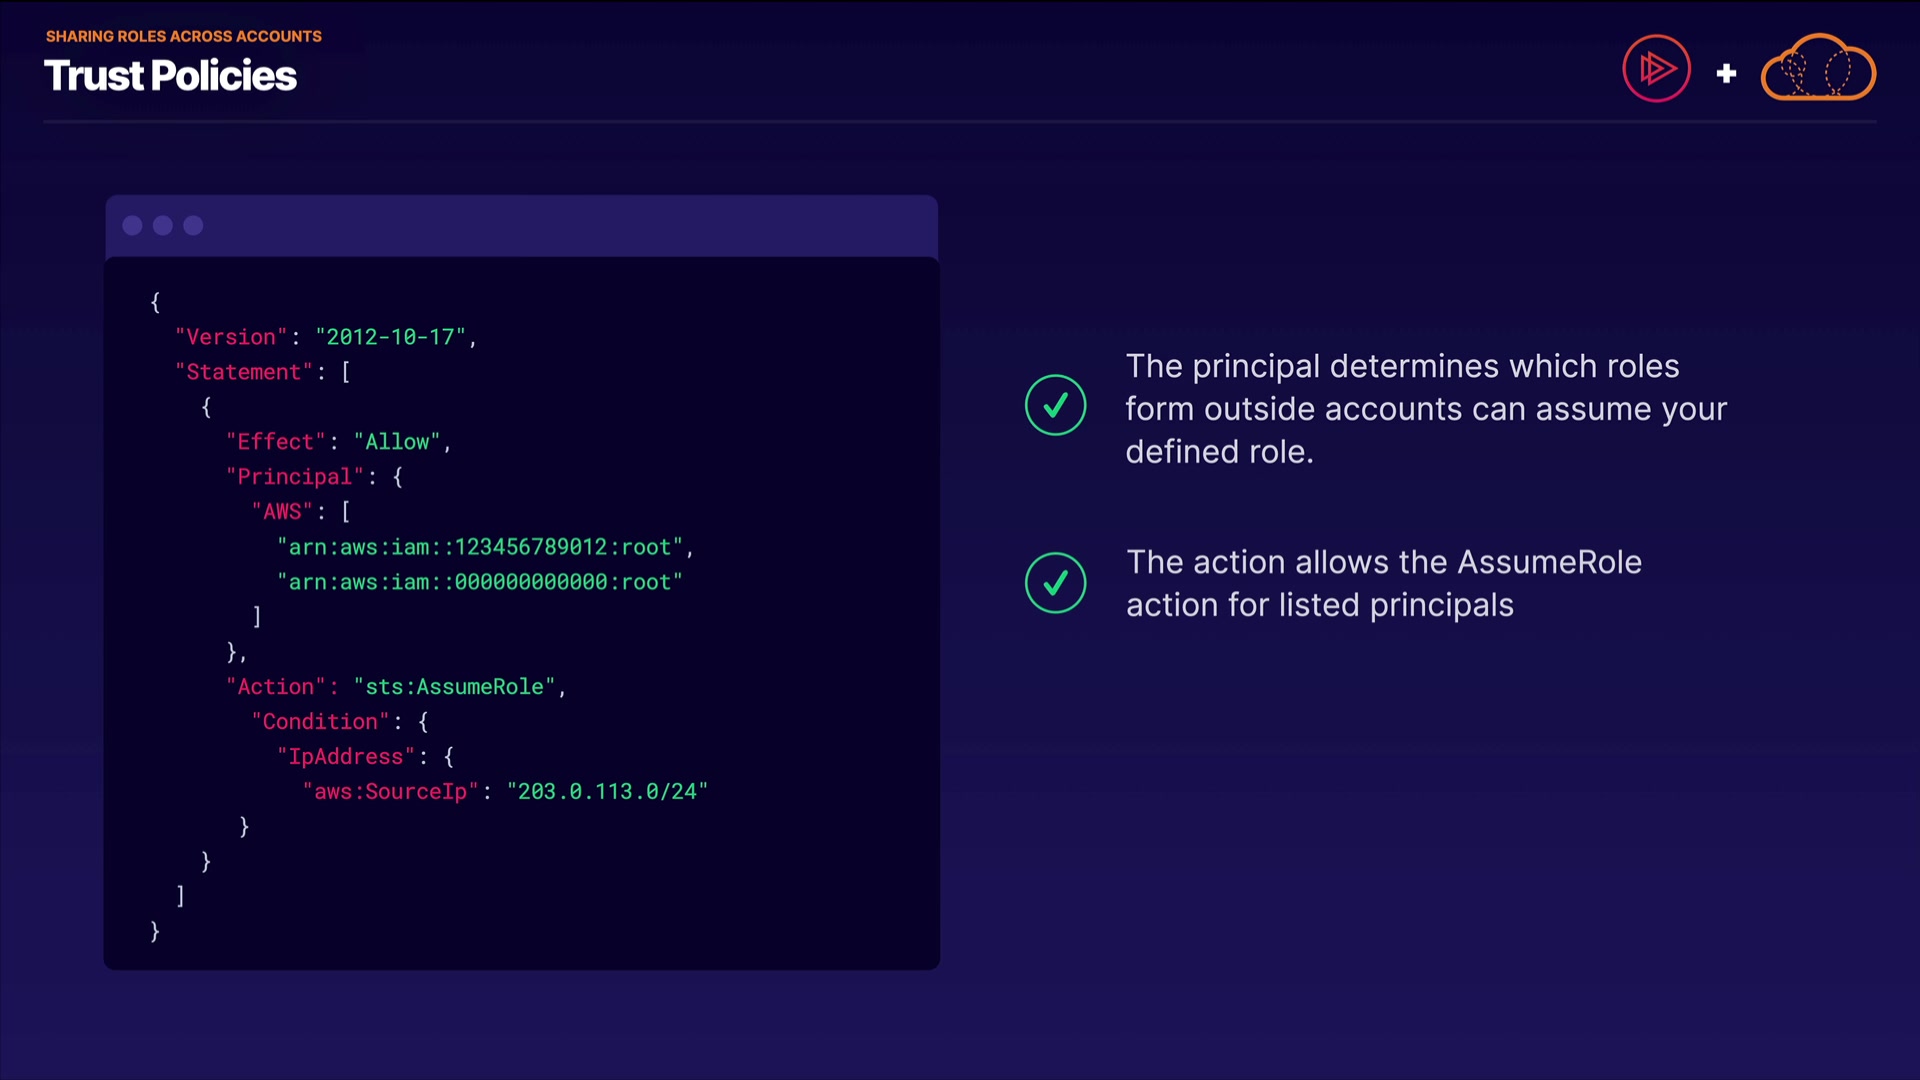 SHARING ROLES ACROSS ACCOUNTS
Trust Policies
{
"Version": "2012-10-17",
"Statement": [
{
"Effect": "Allow",
"Principal": {
"AWS": [
"arn:aws:iam::123456789012:root",
"arn:aws:iam::000000000000:root"
]
},
"Action": "sts:AssumeRole",
"Condition": {
"IpAddress": {
"aws:SourceIp": "203.0.113.0/24"
}
}
]
}
The principal determines which roles
form outside accounts can assume your
defined role.
The action allows the AssumeRole
action for listed principals